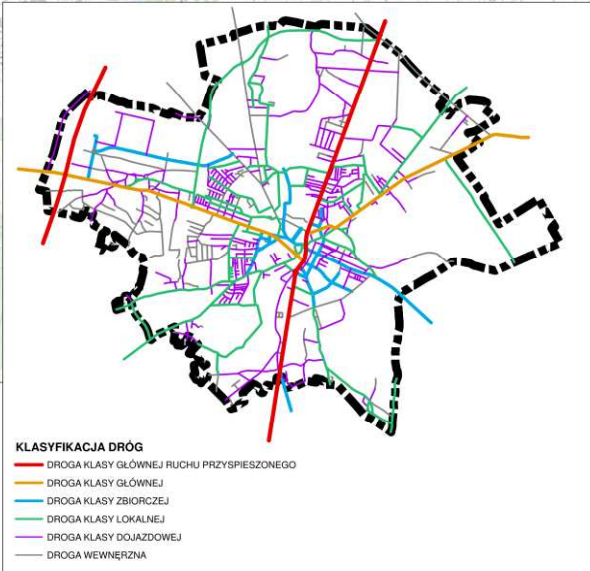 KLASYFIKACJA DRÓG
DROGA KLASY GŁÓWNEJ RUCHU PRZYSPIESZONEGO
DROGA KLASY GŁÓWNEJ
DROGA KLASY ZBIORCZEJ
DROGA KLASY LOKALNEJ
DROGA KLASY DOJAZDOWEJ
DROGA WEWNĘRZNA